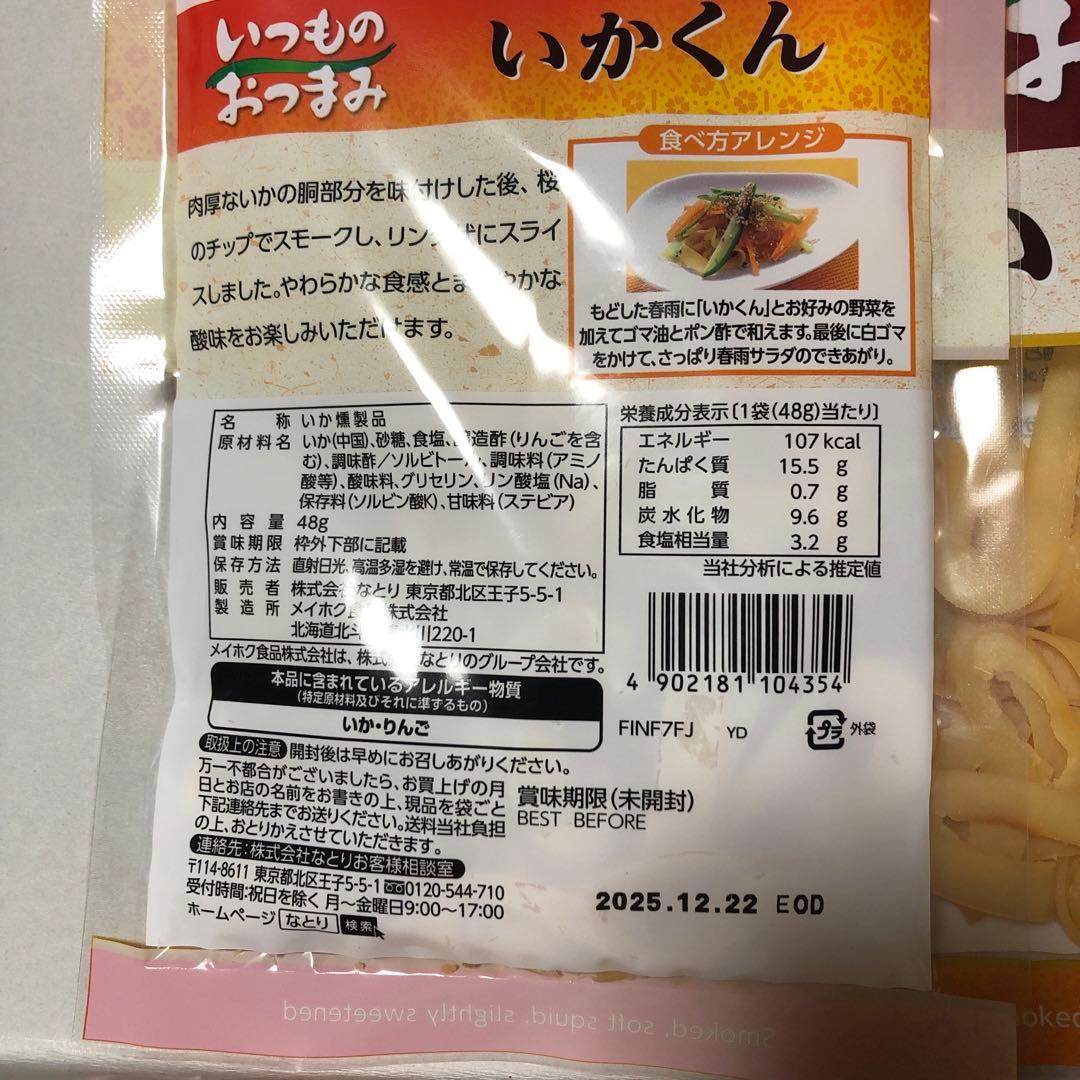 いつもの
おつまみ
いかくん
肉厚ないかの胴部分を味付けした後、桜
のチップでスモークし、リング状にスライ
スしました。やわらかな食感とまろやかな
酸味をお楽しみいただけます。
食べ方アレンジ
もどした春雨に「いかくん」とお好みの野菜を
加えてゴマ油とポン酢で和えます。最後に白ゴマ
をかけて、さっぱり春雨サラダのできあがり。
名称 いか燻製品
原材料名 いか(中国)、砂糖、食塩、醸造酢(りんごを含
む)、調味酢/ソルビトール、調味料(アミノ
酸等)、酸味料、グリセリン、リン酸塩(Na)、
保存料(ソルビン酸K)、甘味料(ステビア)
内容量 48g
賞味期限 枠外下部に記載
保存方法 直射日光、高温多湿を避け、常温で保存してください。
販売者 株式会社なとり 東京都北区王子5-5-1
製造所 メイホク食品株式会社
北海道北斗 川220-1
メイホク食品株式会社は、株式会社なとりのグループ会社です。
本品に含まれているアレルギー物質
(特定原材料及びそれに準ずるもの)
いか・りんご
取扱上の注意 開封後は早めにお召しあがりください。
万一不都合がございましたら、お買上げの月
日とお店の名前をお書きの上、現品を袋ごと
下記連絡先までお送りください。送料当社負担
の上、おとりかえさせていただきます。
連絡先:株式会社なとりお客様相談室
〒114-8611 東京都北区王子5-5-1 0120-544-710
受付時間:祝日を除く 月〜金曜日9:00〜17:00
ホームページ なとり 検索
栄養成分表示〔1袋(48g)当たり〕
エネルギー 107kcal
たんぱく質 15.5 g
脂質 0.7 g
炭水化物 9.6 g
食塩相当量 3.2 g
当社分析による推定値
4 902181 104354
FINF7FJ YD
プラ 外袋
賞味期限(未開封)
BEST BEFORE
2025.12.22 EOD
Smoked, soft squid, slightly sweetened